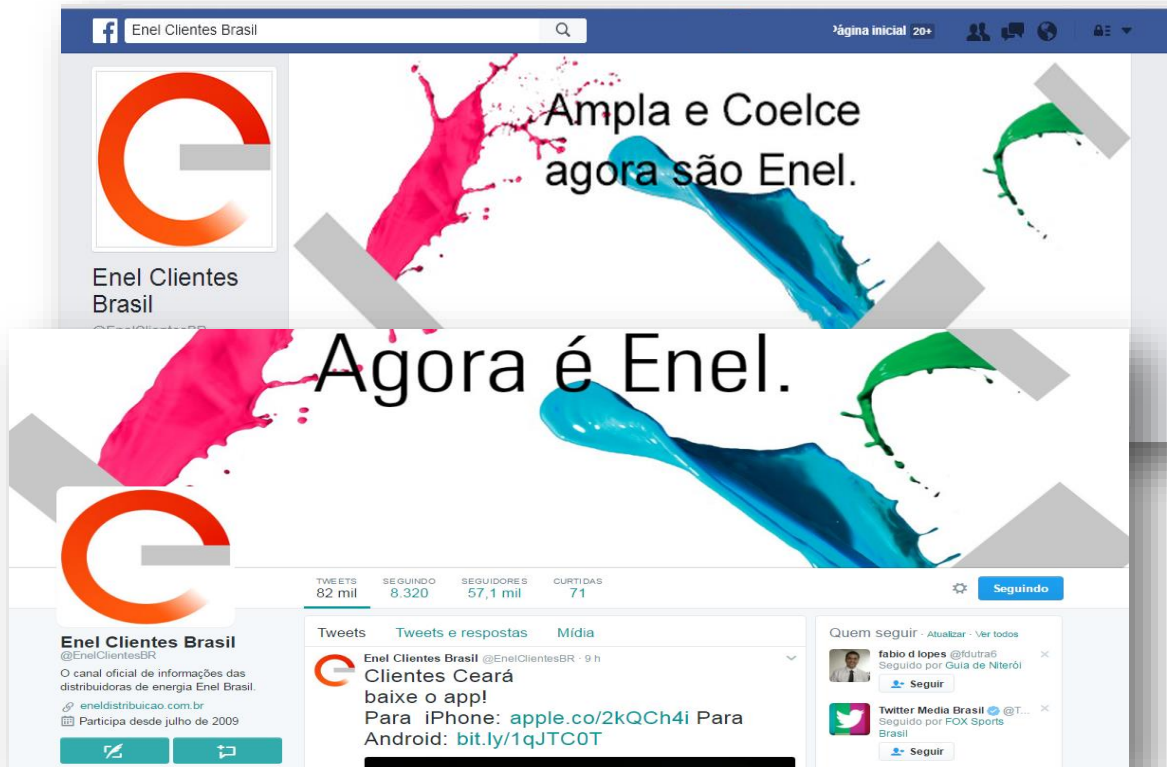 Enel Clientes Brasil
Página inicial 20+
Ampla e Coelce
agora são Enel.
Enel Clientes
Brasil
@EnelClientesBR
Agora é Enel.
TWEETS SEGUINDO SEGUIDORES CURTIDAS
82 mil 8.320 57,1 mil 71
Seguindo
Enel Clientes Brasil
@EnelClientesBR
O canal oficial de informações das
distribuidoras de energia Enel Brasil.
eneldistribuicao.com.br
Participa desde julho de 2009
Tweets Tweets e respostas Mídia
Enel Clientes Brasil @EnelClientesBR · 9 h
Clientes Ceará
baixe o app!
Para iPhone: apple.co/2kQCh4i Para
Android: bit.ly/1qJTC0T
Quem seguir · Atualizar · Ver todos
fabio d lopes @fdutra6
Seguido por Guia de Niterói
Seguir
Twitter Media Brasil @T...
Seguido por FOX Sports
Brasil
Seguir